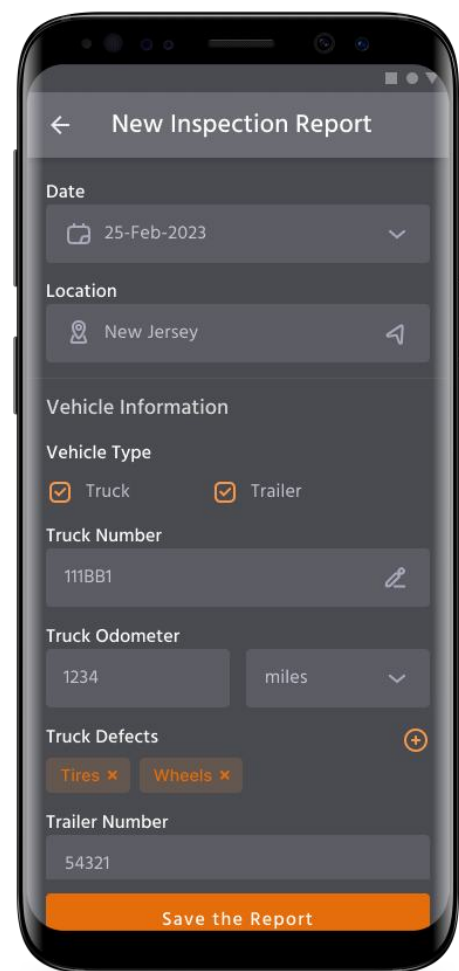 New Inspection Report
Date
25-Feb-2023
Location
New Jersey
Vehicle Information
Vehicle Type
Truck Trailer
Truck Number
111BB1
Truck Odometer
1234 miles
Truck Defects
Tires × Wheels ×
Trailer Number
54321
Save the Report